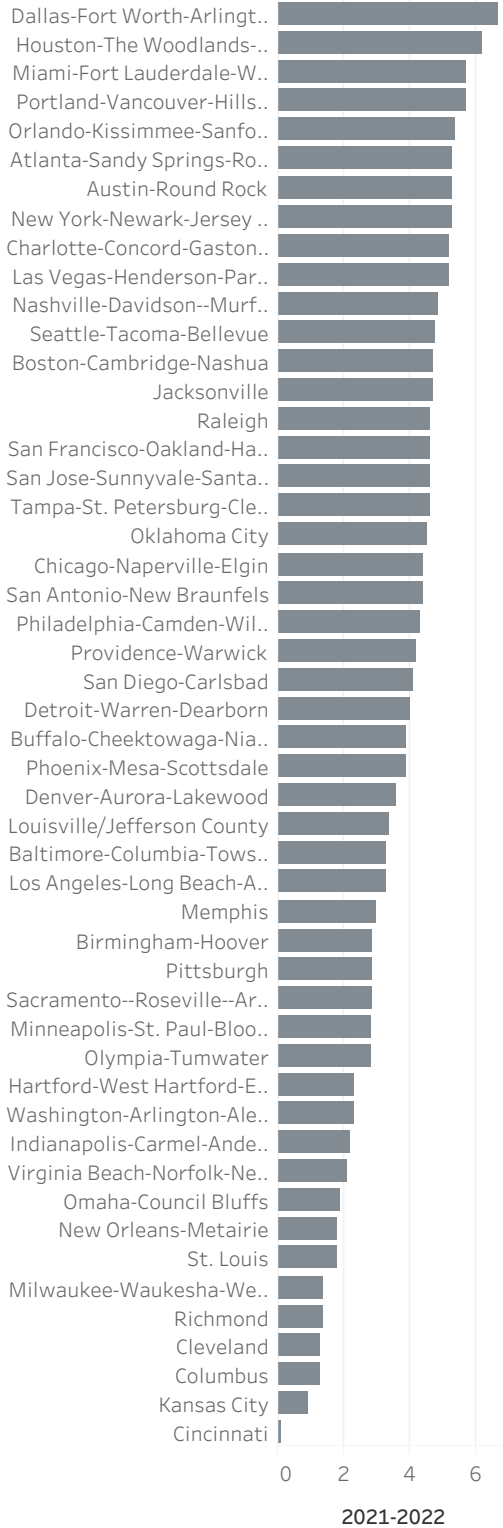 Dallas-Fort Worth-Arlingt..
Houston-The Woodlands-..
Miami-Fort Lauderdale-W..
Portland-Vancouver-Hills..
Orlando-Kissimmee-Sanfo..
Atlanta-Sandy Springs-Ro..
Austin-Round Rock
New York-Newark-Jersey ..
Charlotte-Concord-Gaston..
Las Vegas-Henderson-Par..
Nashville-Davidson--Murf..
Seattle-Tacoma-Bellevue
Boston-Cambridge-Nashua
Jacksonville
Raleigh
San Francisco-Oakland-Ha..
San Jose-Sunnyvale-Santa..
Tampa-St. Petersburg-Cle..
Oklahoma City
Chicago-Naperville-Elgin
San Antonio-New Braunfels
Philadelphia-Camden-Wil..
Providence-Warwick
San Diego-Carlsbad
Detroit-Warren-Dearborn
Buffalo-Cheektowaga-Nia..
Phoenix-Mesa-Scottsdale
Denver-Aurora-Lakewood
Louisville/Jefferson County
Baltimore-Columbia-Tows..
Los Angeles-Long Beach-A..
Memphis
Birmingham-Hoover
Pittsburgh
Sacramento--Roseville--Ar..
Minneapolis-St. Paul-Bloo..
Olympia-Tumwater
Hartford-West Hartford-E..
Washington-Arlington-Ale..
Indianapolis-Carmel-Ande..
Virginia Beach-Norfolk-Ne..
Omaha-Council Bluffs
New Orleans-Metairie
St. Louis
Milwaukee-Waukesha-We..
Richmond
Cleveland
Columbus
Kansas City
Cincinnati
0 2 4 6
2021-2022